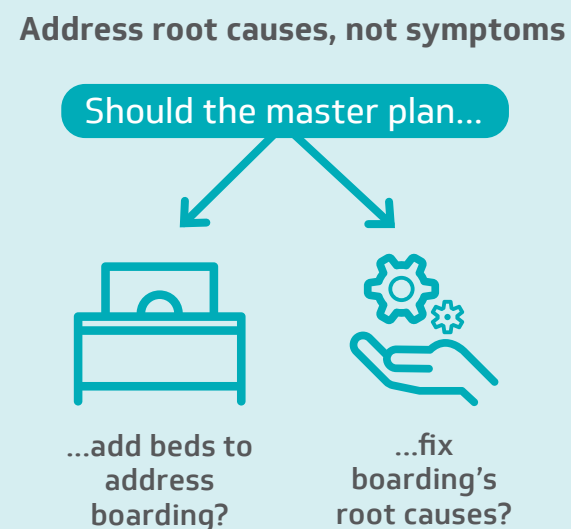 Address root causes, not symptoms
Should the master plan...
...add beds to
address
boarding?
...fix
boarding's
root causes?